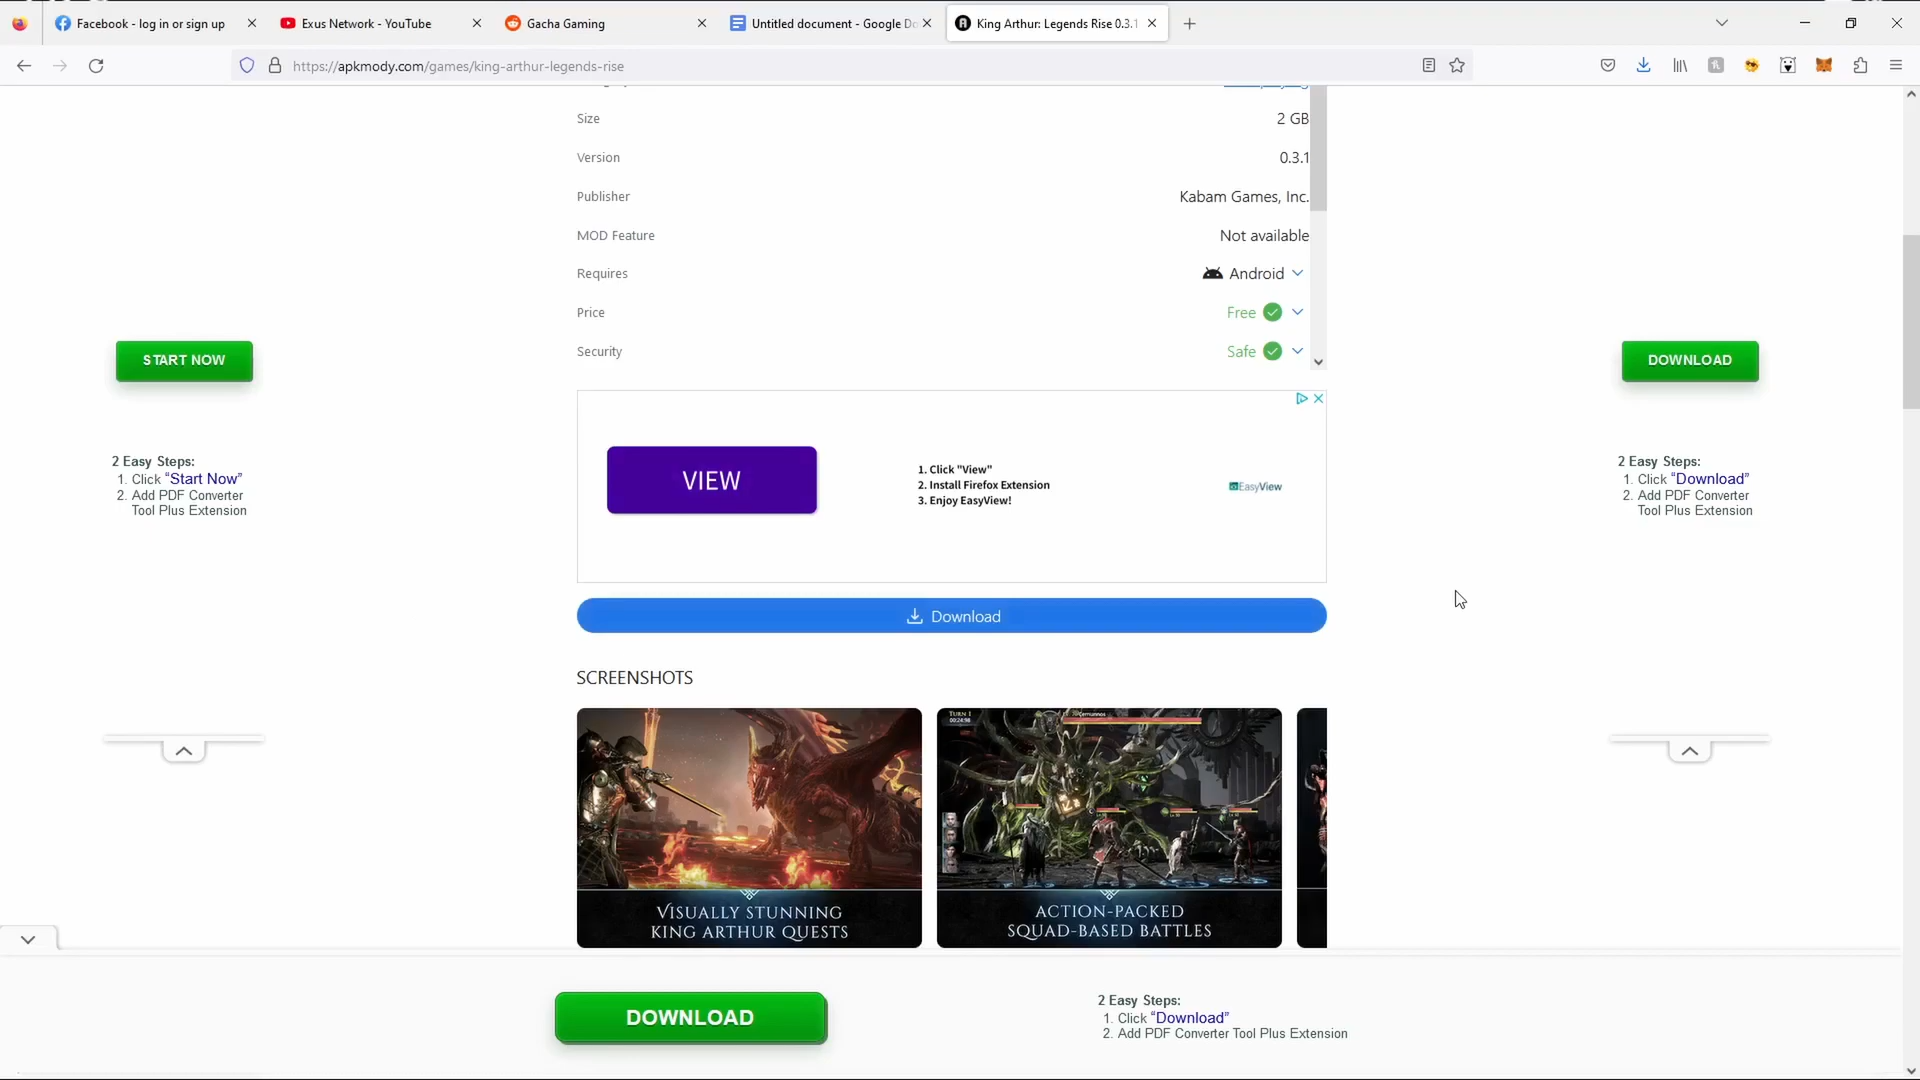 Facebook - log in or sign up
Exus Network - YouTube
Gacha Gaming
Untitled document - Google Do
King Arthur: Legends Rise 0.3.1
https://apkmody.com/games/king-arthur-legends-rise
Size
2 GB
Version
0.3.1
Publisher
Kabam Games, Inc.
MOD Feature
Not available
Requires
Android
Price
Free
Security
Safe
START NOW
2 Easy Steps:
1. Click “Start Now”
2. Add PDF Converter
Tool Plus Extension
VIEW
1. Click "View"
2. Install Firefox Extension
3. Enjoy EasyView!
EasyView
DOWNLOAD
2 Easy Steps:
1. Click “Download”
2. Add PDF Converter
Tool Plus Extension
Download
SCREENSHOTS
VISUALLY STUNNING
KING ARTHUR QUESTS
TURN 1
Cernunnos
ACTION-PACKED
SQUAD-BASED BATTLES
DOWNLOAD
2 Easy Steps:
1. Click “Download”
2. Add PDF Converter Tool Plus Extension